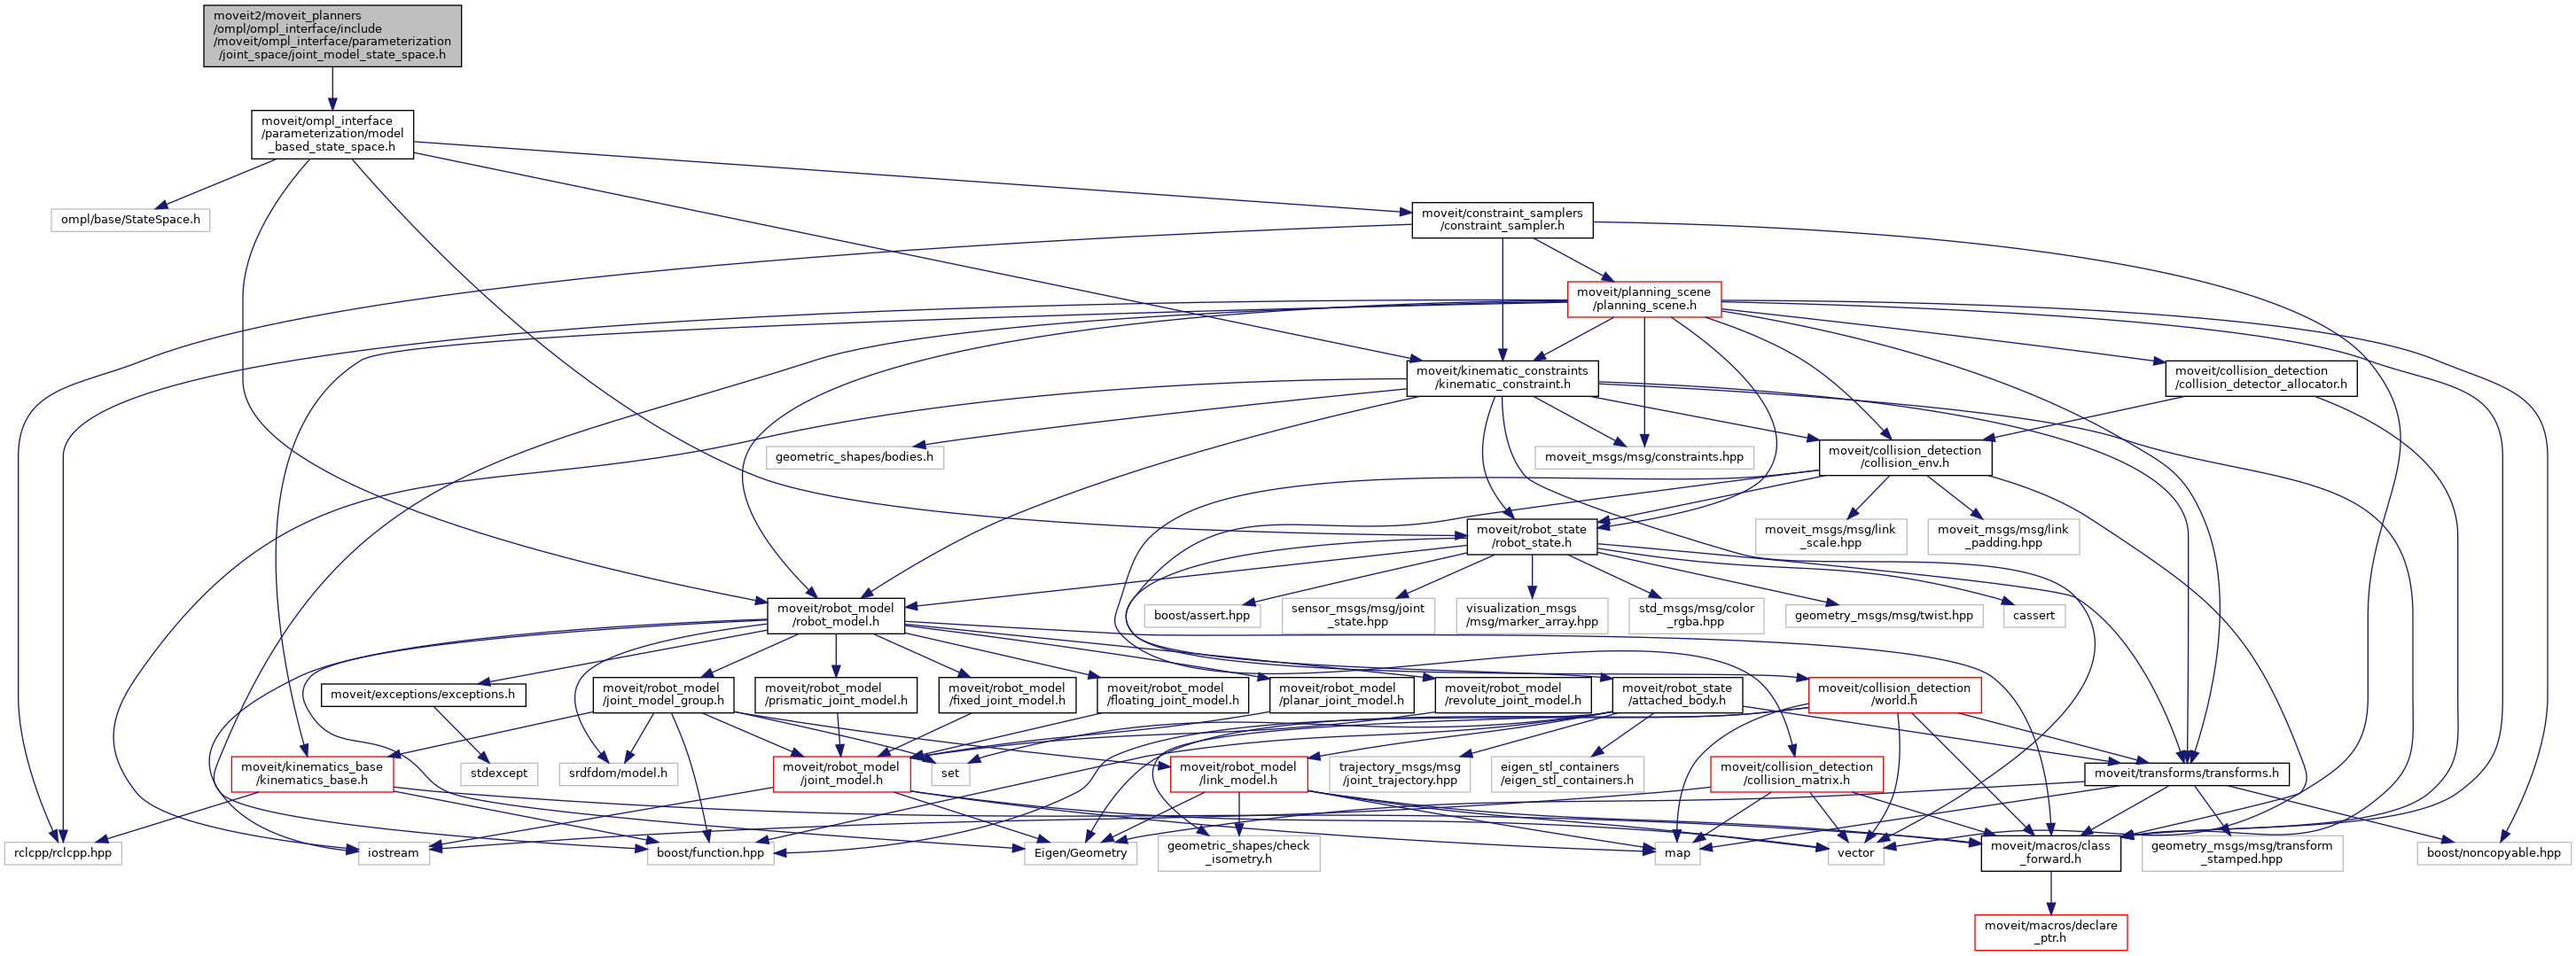 moveit2/moveit_planners
/ompl/ompl_interface/include
/moveit/ompl_interface/parameterization
/joint_space/joint_model_state_space.h
moveit/ompl_interface
/parameterization/model
_based_state_space.h
ompl/base/StateSpace.h
moveit/constraint_samplers
/constraint_sampler.h
moveit/planning_scene
/planning_scene.h
moveit/kinematic_constraints
/kinematic_constraint.h
moveit/collision_detection
/collision_detector_allocator.h
geometric_shapes/bodies.h
moveit_msgs/msg/constraints.hpp
moveit/collision_detection
/collision_env.h
moveit/robot_state
/robot_state.h
moveit_msgs/msg/link
_scale.hpp
moveit_msgs/msg/link
_padding.hpp
moveit/robot_model
/robot_model.h
boost/assert.hpp
sensor_msgs/msg/joint
_state.hpp
visualization_msgs
/msg/marker_array.hpp
std_msgs/msg/color
_rgba.hpp
geometry_msgs/msg/twist.hpp
cassert
moveit/exceptions/exceptions.h
moveit/robot_model
/joint_model_group.h
moveit/robot_model
/prismatic_joint_model.h
moveit/robot_model
/fixed_joint_model.h
moveit/robot_model
/floating_joint_model.h
moveit/robot_model
/planar_joint_model.h
moveit/robot_model
/revolute_joint_model.h
moveit/robot_state
/attached_body.h
moveit/collision_detection
/world.h
moveit/kinematics_base
/kinematics_base.h
stdexcept
srdfdom/model.h
moveit/robot_model
/joint_model.h
set
moveit/robot_model
/link_model.h
trajectory_msgs/msg
/joint_trajectory.hpp
eigen_stl_containers
/eigen_stl_containers.h
moveit/collision_detection
/collision_matrix.h
moveit/transforms/transforms.h
rclcpp/rclcpp.hpp
iostream
boost/function.hpp
Eigen/Geometry
geometric_shapes/check
_isometry.h
map
vector
moveit/macros/class
_forward.h
geometry_msgs/msg/transform
_stamped.hpp
boost/noncopyable.hpp
moveit/macros/declare
_ptr.h